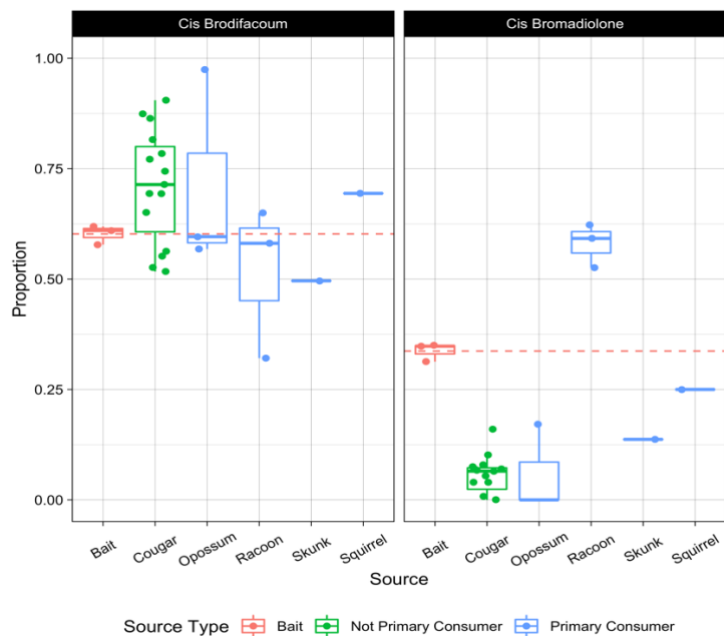 Cis Brodifacoum
Cis Bromadiolone
1.00
0.75
0.50
0.25
0.00
Proportion
Bait
Cougar
Opossum
Racoon
Skunk
Squirrel
Bait
Cougar
Opossum
Racoon
Skunk
Squirrel
Source
Source Type Bait Not Primary Consumer Primary Consumer